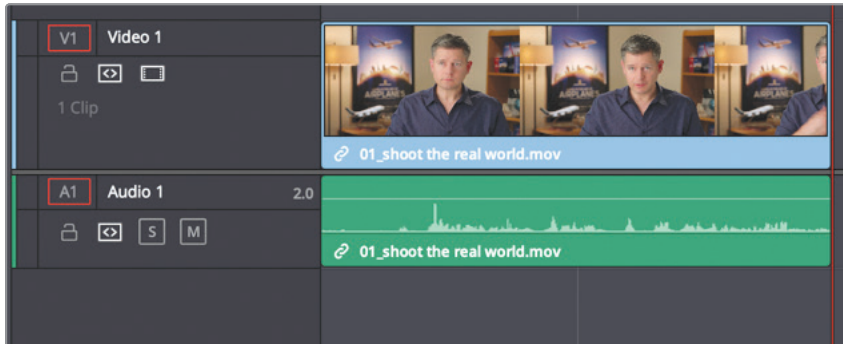 V1 Video 1
1 Clip
01_shoot the real world.mov
A1 Audio 1 2.0
S M
01_shoot the real world.mov